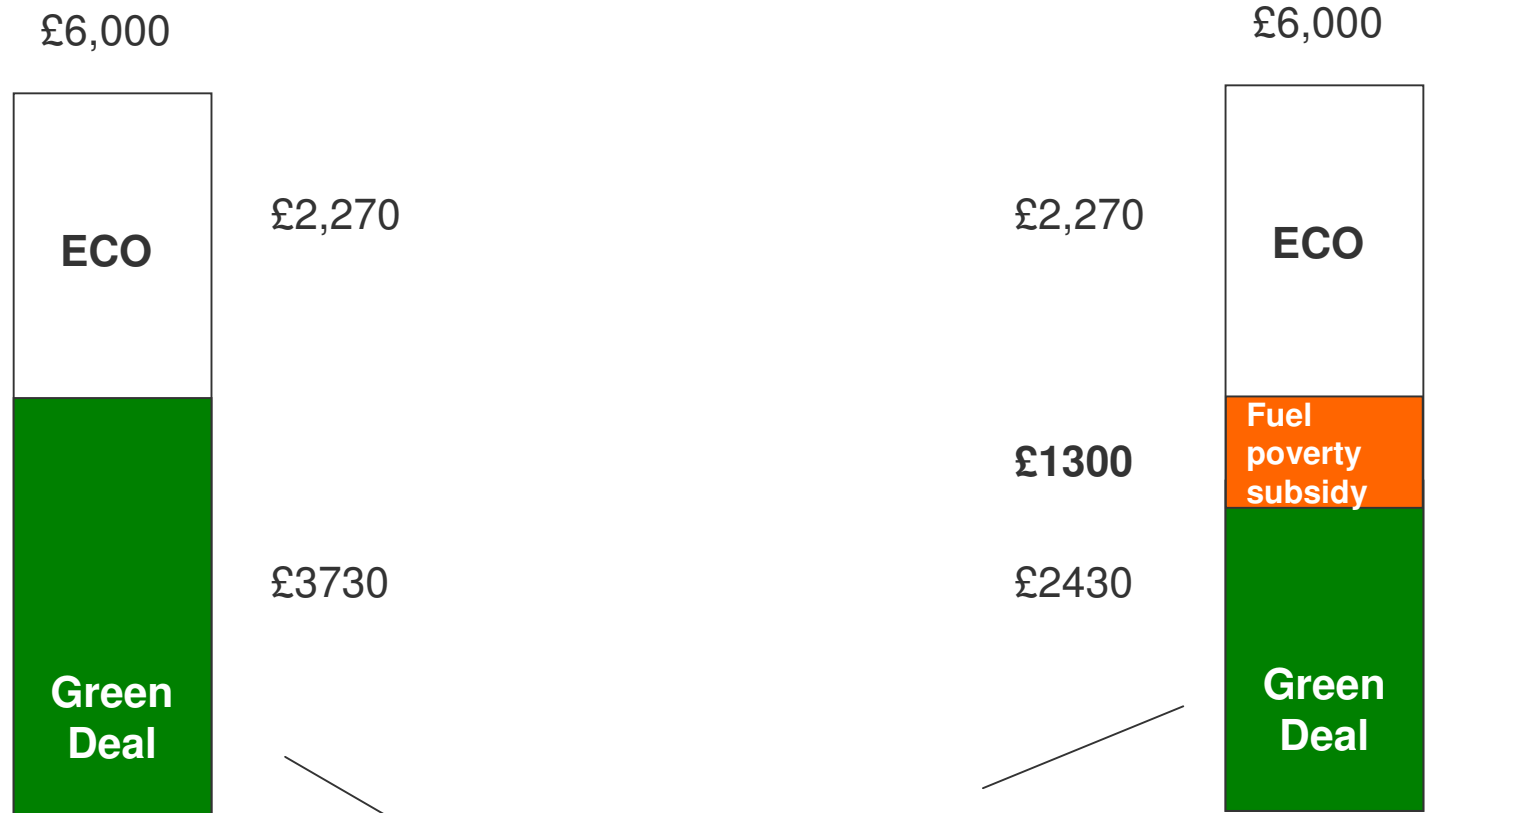 £6,000
ECO
£2,270
£3730
Green
Deal
£6,000
£2,270
ECO
£1300
Fuel
poverty
subsidy
£2430
Green
Deal